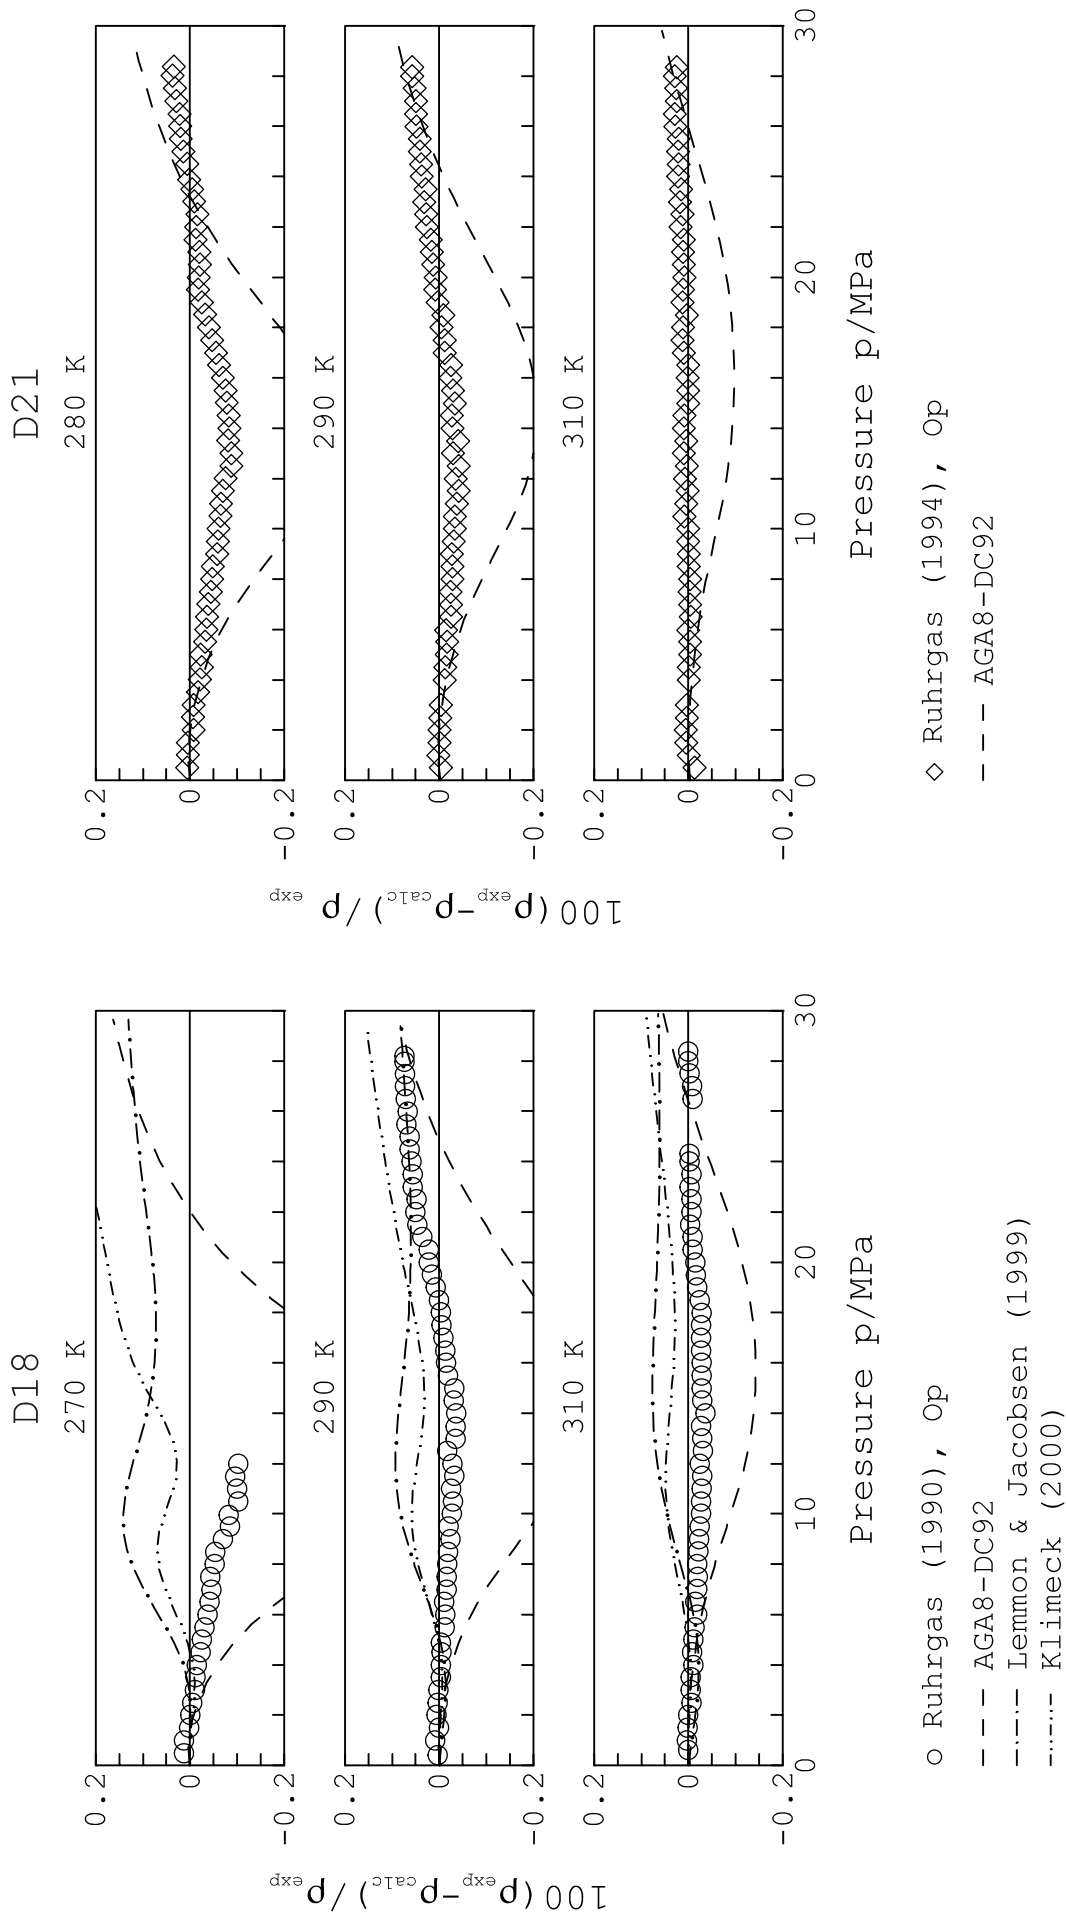 D18
270 K
0.2
0
-0.2
290 K
0.2
0
-0.2
310 K
0.2
0
-0.2
0 10 20 30
Pressure p/MPa
100(ρexp-ρcalc)/ρexp
○ Ruhrgas (1990), Op
AGA8-DC92
Lemmon & Jacobsen (1999)
Klimeck (2000)
D21
280 K
0.2
0
-0.2
290 K
0.2
0
-0.2
310 K
0.2
0
-0.2
0 10 20 30
Pressure p/MPa
100(ρexp-ρcalc)/ρ exp
◇ Ruhrgas (1994), Op
AGA8-DC92